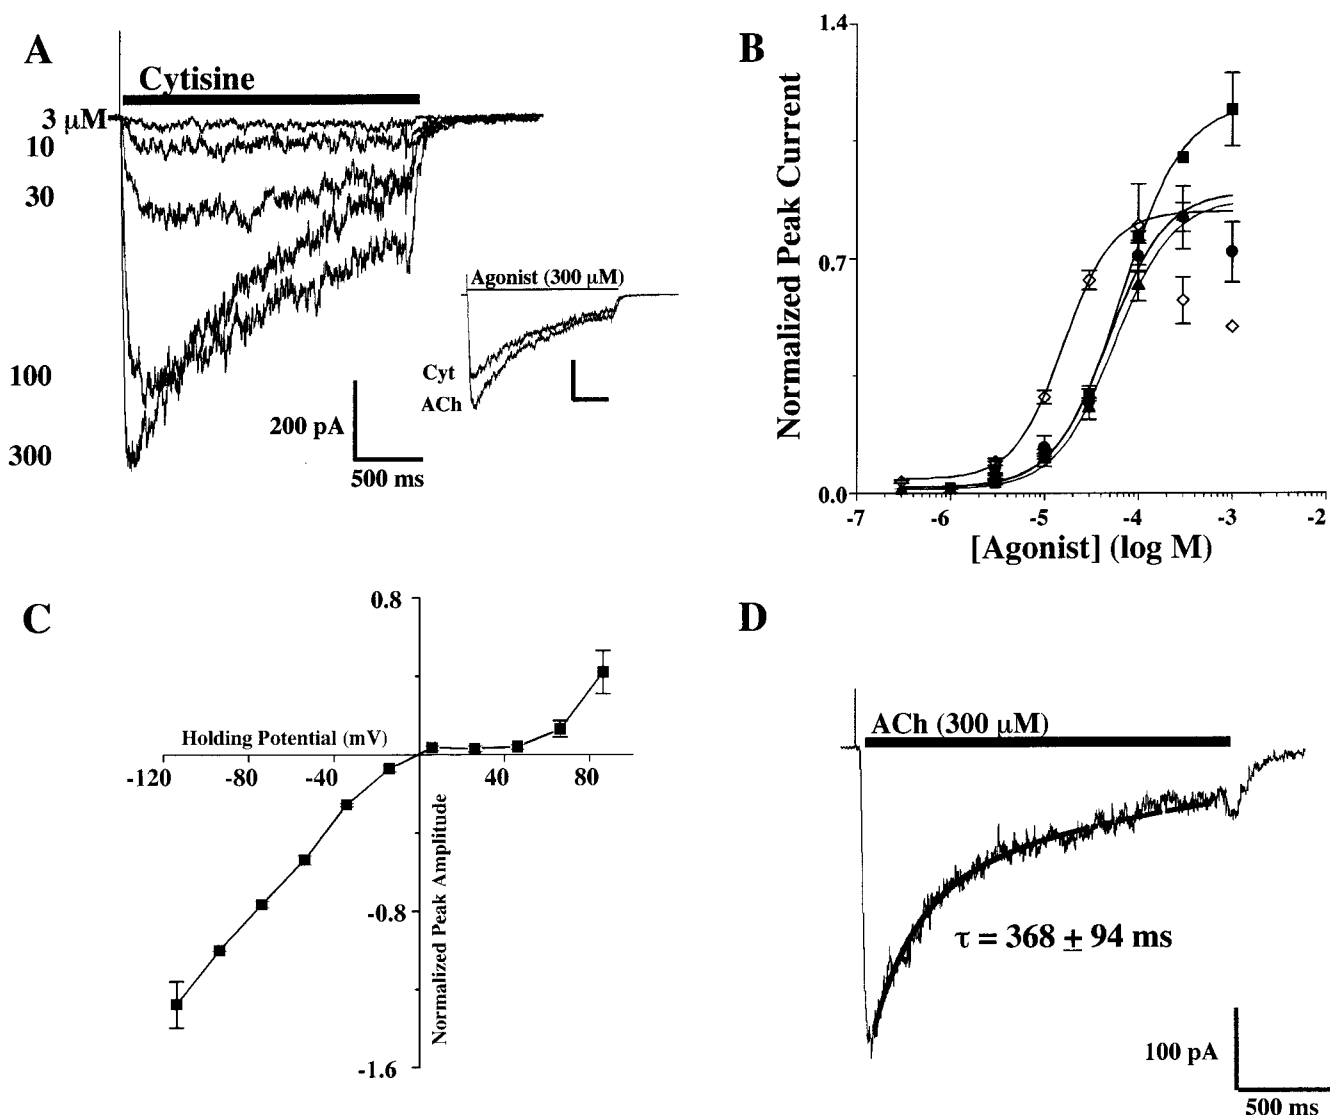 A
Cytisine
3 μM
10
30
100
300
200 pA
500 ms
Agonist (300 μM)
Cyt
ACh
B
Normalized Peak Current
1.4
0.7
0.0
-7 -6 -5 -4 -3 -2
[Agonist] (log M)
C
0.8
Holding Potential (mV)
-120 -80 -40 40 80
-0.8
-1.6
Normalized Peak Amplitude
D
ACh (300 μM)
τ = 368 ± 94 ms
100 pA
500 ms